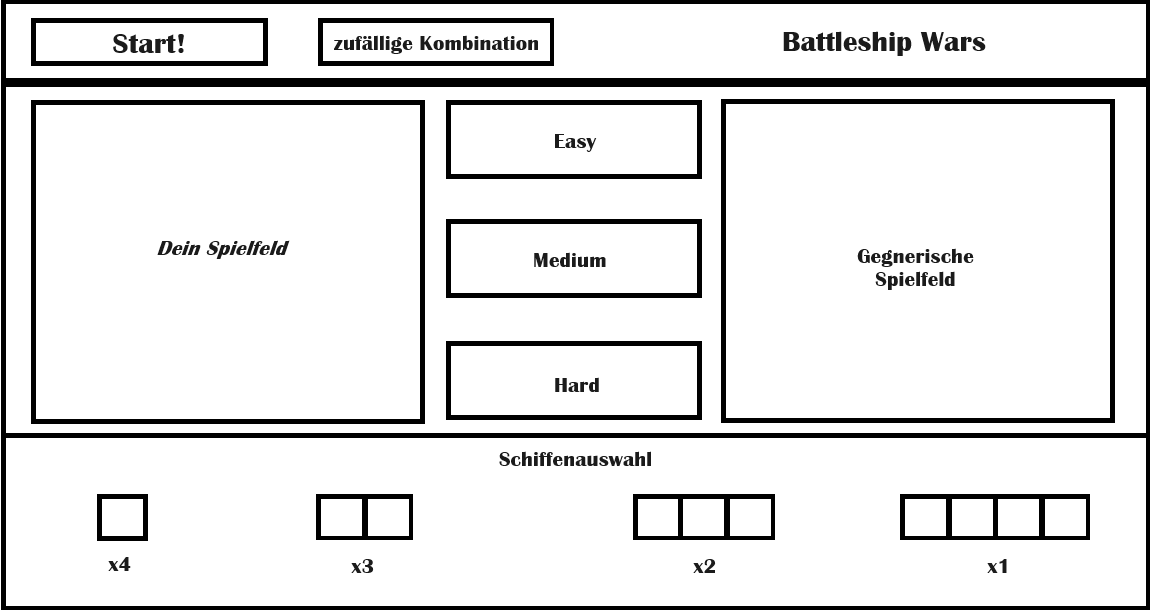 Start!
zufällige Kombination
Battleship Wars
Dein Spielfeld
Easy
Medium
Hard
Gegnerische
Spielfeld
Schiffenauswahl
x4
x3
x2
x1